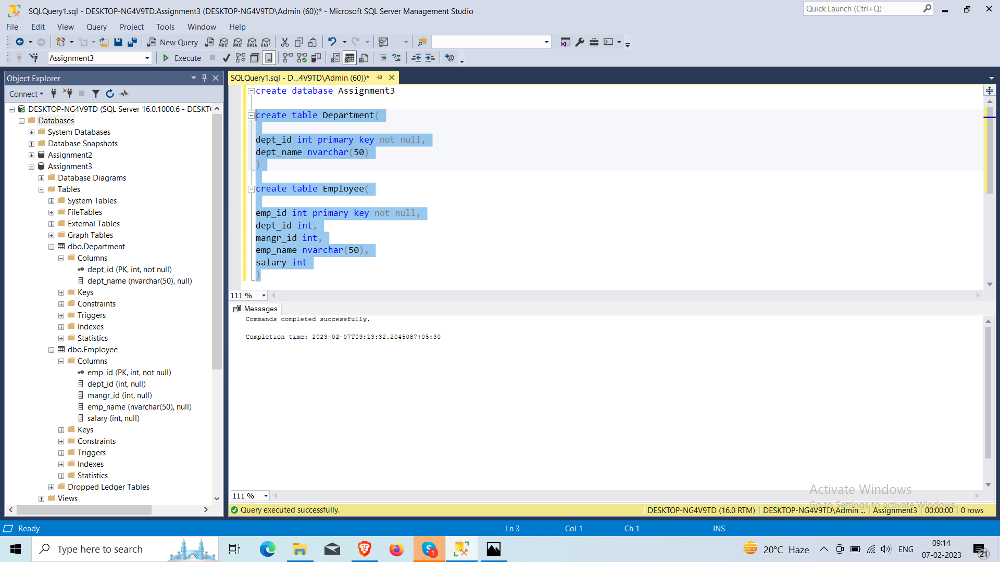 SQLQuery1.sql - DESKTOP-NG4V9TD.Assignment3 (DESKTOP-NG4V9TD\Admin (60))* - Microsoft SQL Server Management Studio
Quick Launch (Ctrl+Q)
File Edit View Query Project Tools Window Help
New Query MDX DMX XMLA DAX
Assignment3 Execute
Object Explorer
Connect
DESKTOP-NG4V9TD (SQL Server 16.0.1000.6 - DESKT
Databases
System Databases
Database Snapshots
Assignment2
Assignment3
Database Diagrams
Tables
System Tables
FileTables
External Tables
Graph Tables
dbo.Department
Columns
dept_id (PK, int, not null)
dept_name (nvarchar(50), null)
Keys
Constraints
Triggers
Indexes
Statistics
dbo.Employee
Columns
emp_id (PK, int, not null)
dept_id (int, null)
mangr_id (int, null)
emp_name (nvarchar(50), null)
salary (int, null)
Keys
Constraints
Triggers
Indexes
Statistics
Dropped Ledger Tables
Views
SQLQuery1.sql - D...4V9TD\Admin (60))*
create database Assignment3
create table Department(
dept_id int primary key not null,
dept_name nvarchar(50)
)
create table Employee(
emp_id int primary key not null,
dept_id int,
mangr_id int,
emp_name nvarchar(50),
salary int
)
111 %
Messages
Commands completed successfully.
Completion time: 2023-02-07T09:13:32.2045087+05:30
111 %
Activate Windows
Go to Settings to activate Windows.
Query executed successfully.
DESKTOP-NG4V9TD (16.0 RTM) DESKTOP-NG4V9TD\Admin ... Assignment3 00:00:00 0 rows
Ready Ln 3 Col 1 Ch 1 INS
Type here to search
1
20°C Haze ENG
09:14
07-02-2023
21